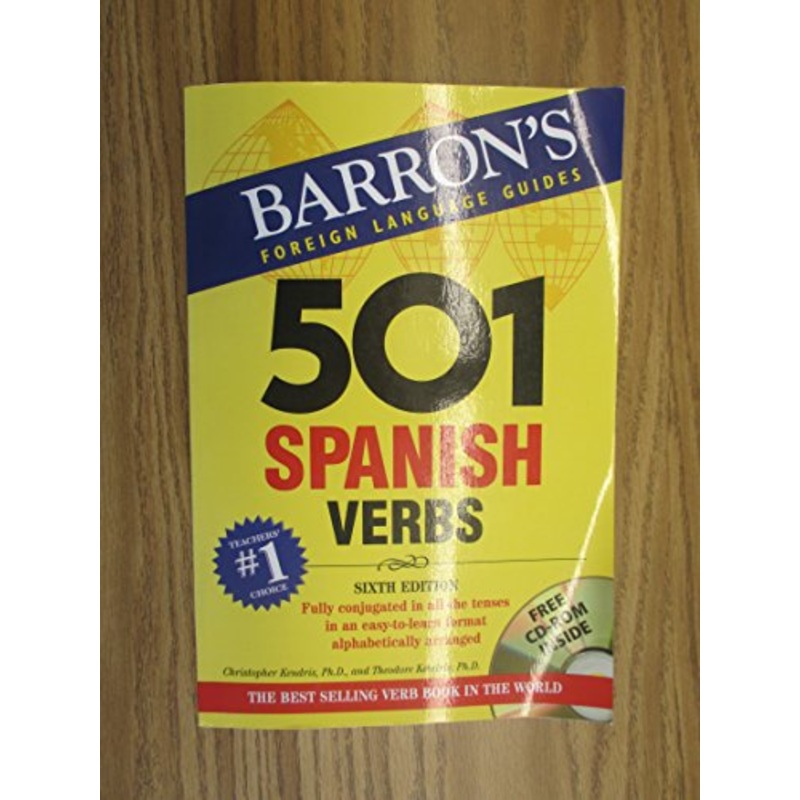 BARRON'S
FOREIGN LANGUAGE GUIDES
501
SPANISH
VERBS
TEACHERS'
#1
CHOICE
SIXTH EDITION
Fully conjugated in all the tenses
in an easy-to-learn format
alphabetically arranged
FREE
CD-ROM
INSIDE
Christopher Kendris, Ph.D., and Theodore Kendris, Ph.D.
THE BEST SELLING VERB BOOK IN THE WORLD